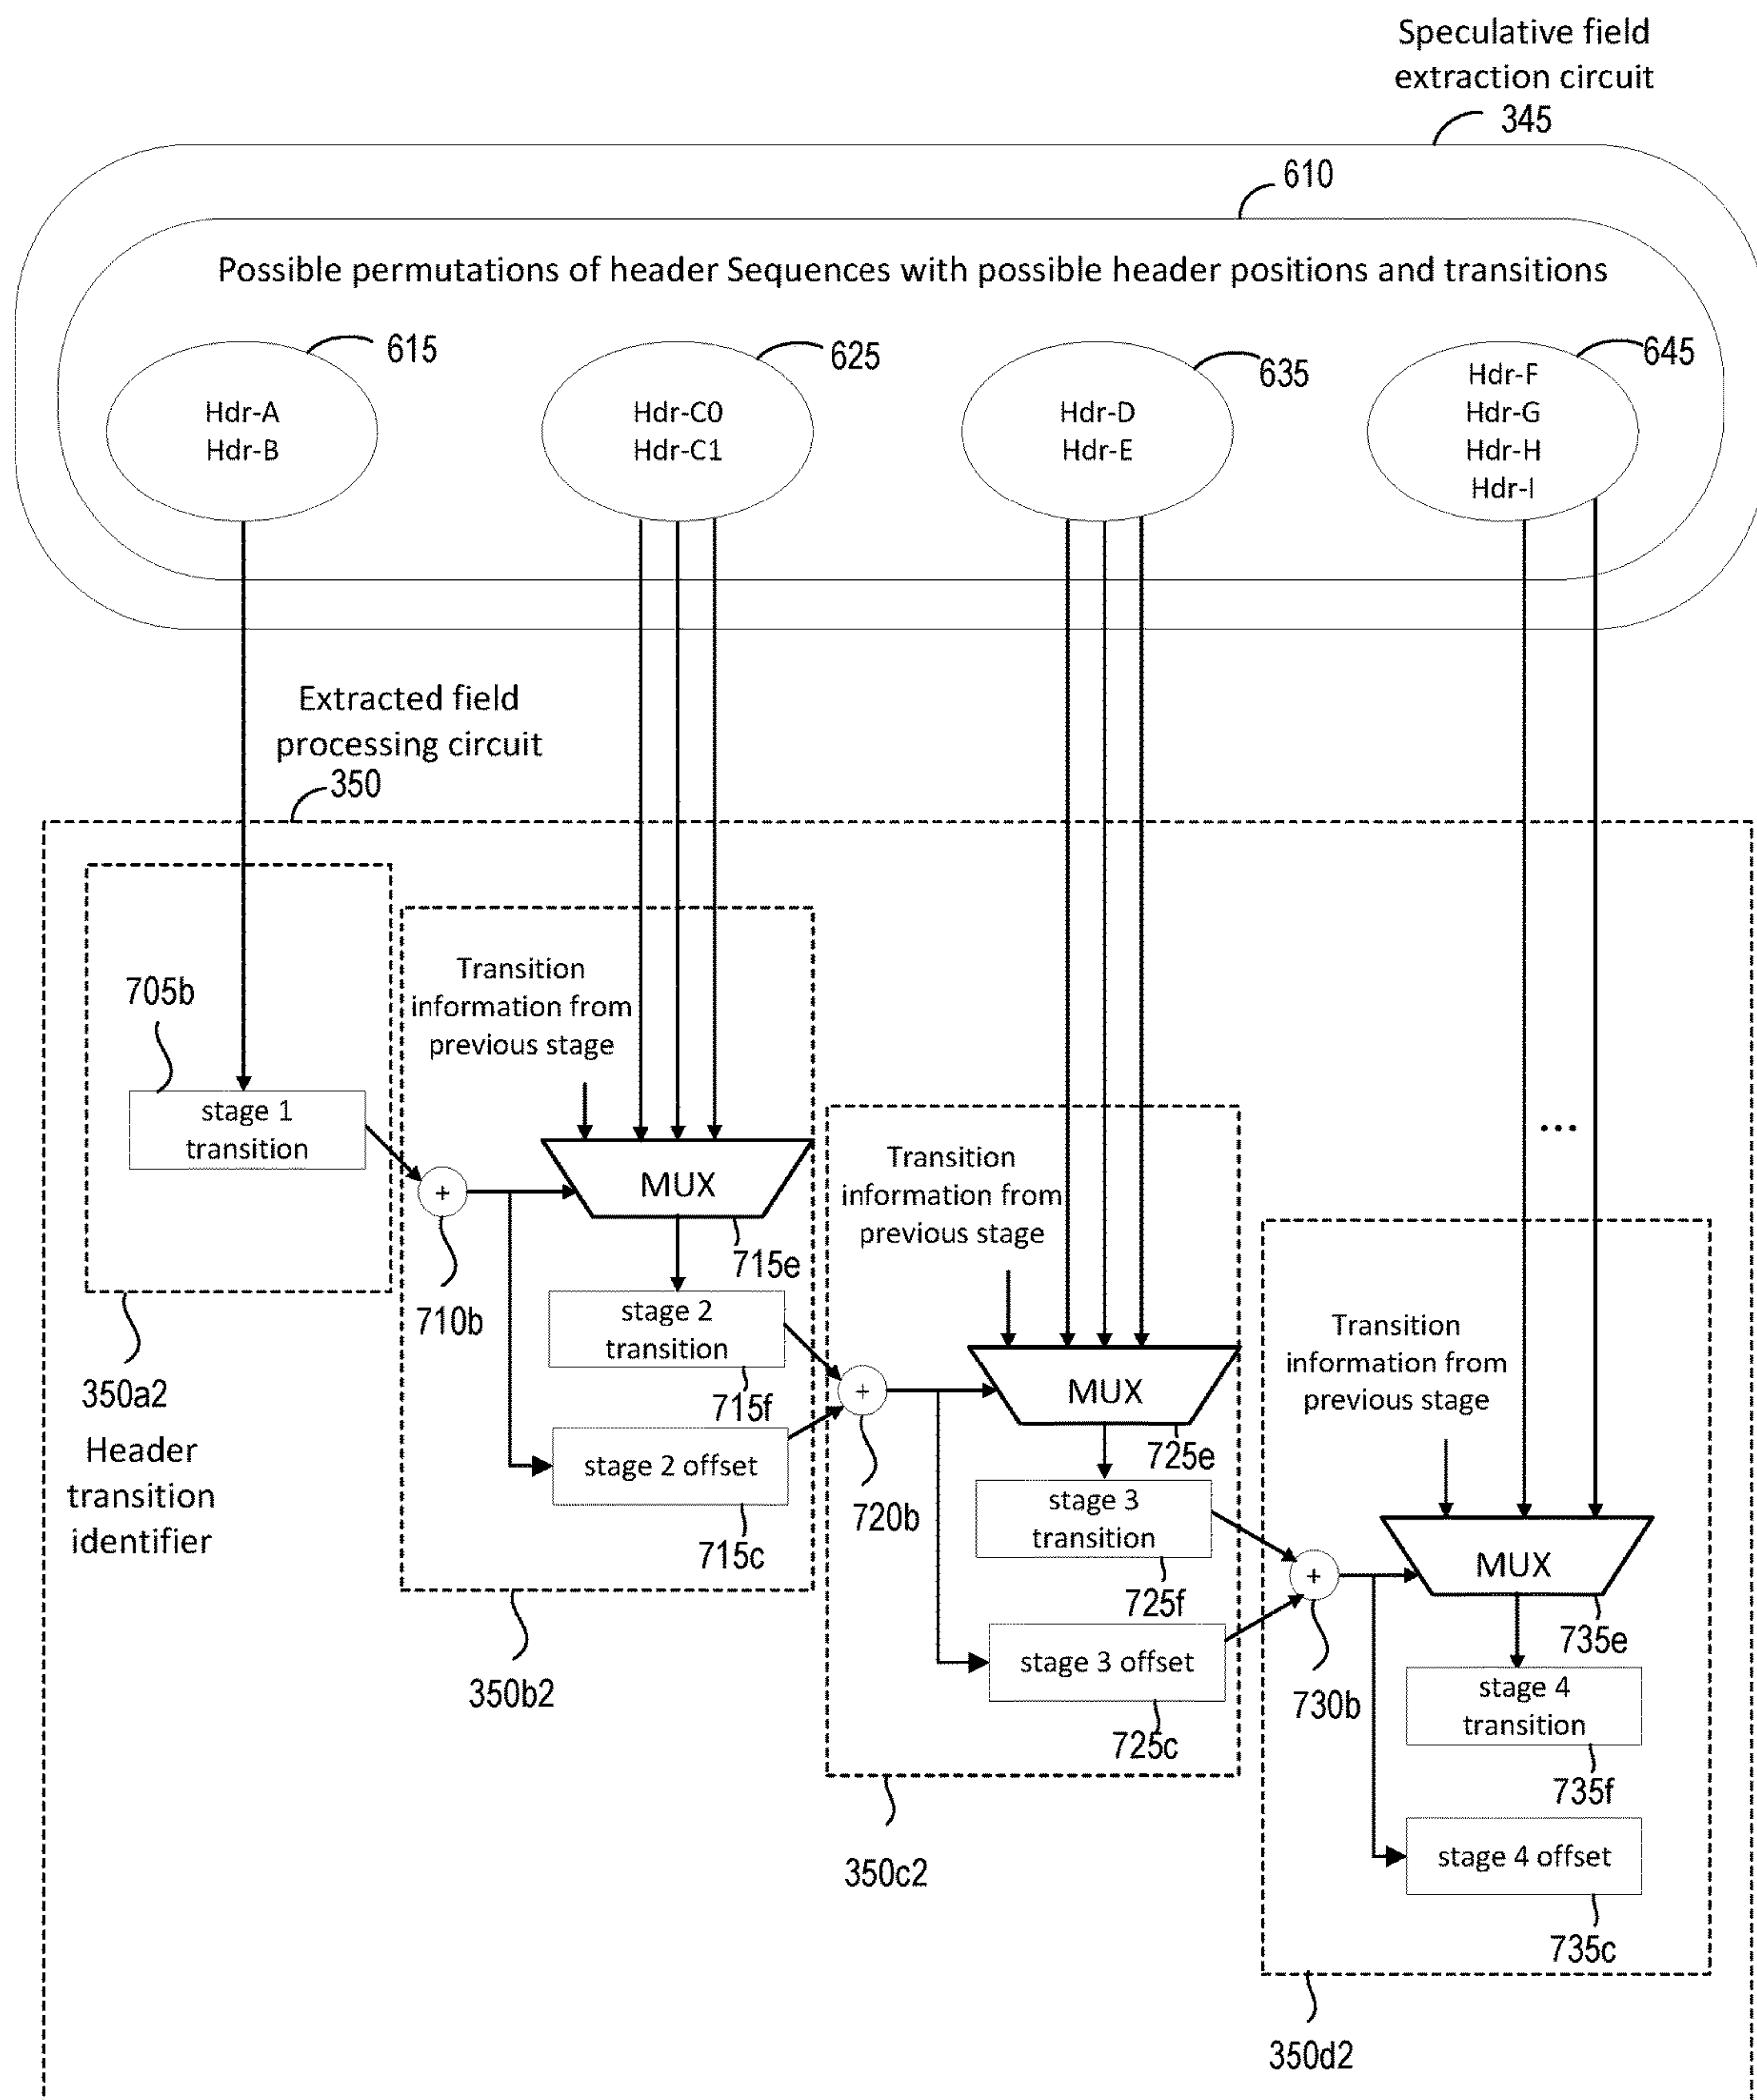 Speculative field
extraction circuit
345
610
Possible permutations of header Sequences with possible header positions and transitions
615
625
635
645
Hdr-A
Hdr-B
Hdr-C0
Hdr-C1
Hdr-D
Hdr-E
Hdr-F
Hdr-G
Hdr-H
Hdr-I
Extracted field
processing circuit
350
705b
stage 1
transition
350a2
Header
transition
identifier
Transition
information from
previous stage
+
710b
MUX
715e
stage 2
transition
715f
stage 2 offset
715c
350b2
Transition
information from
previous stage
+
720b
MUX
725e
stage 3
transition
725f
stage 3 offset
725c
350c2
...
Transition
information from
previous stage
+
730b
MUX
735e
stage 4
transition
735f
stage 4 offset
735c
350d2